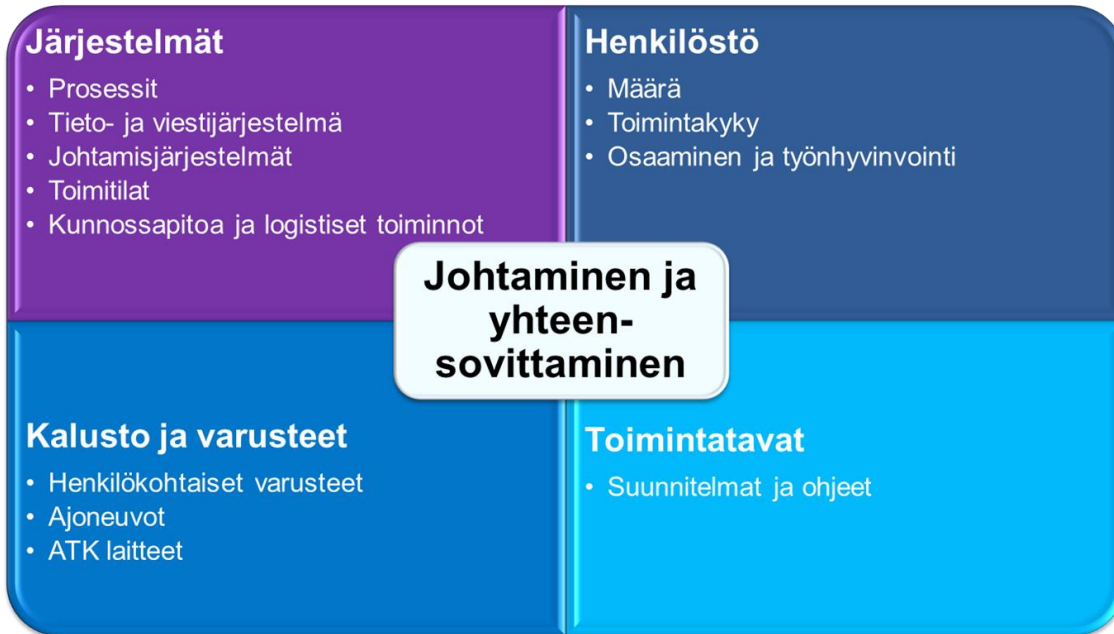 Järjestelmät
• Prosessit
• Tieto- ja viestijärjestelmä
• Johtamisjärjestelmät
• Toimitilat
• Kunnossapitoa ja logistiset toiminnot
Henkilöstö
• Määrä
• Toimintakyky
• Osaaminen ja työnhyvinvointi
Johtaminen ja
yhteen-
sovittaminen
Kalusto ja varusteet
• Henkilökohtaiset varusteet
• Ajoneuvot
• ATK laitteet
Toimintatavat
• Suunnitelmat ja ohjeet